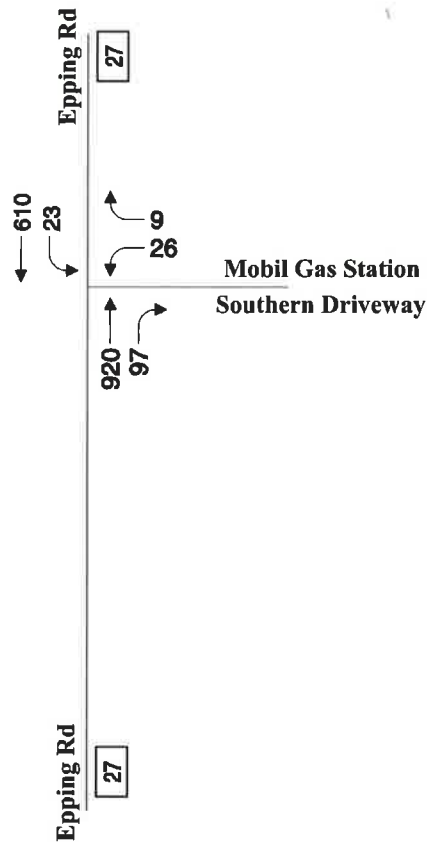 Epping Rd
27
610
23
9
26
Mobil Gas Station
Southern Driveway
920
97
Epping Rd
27